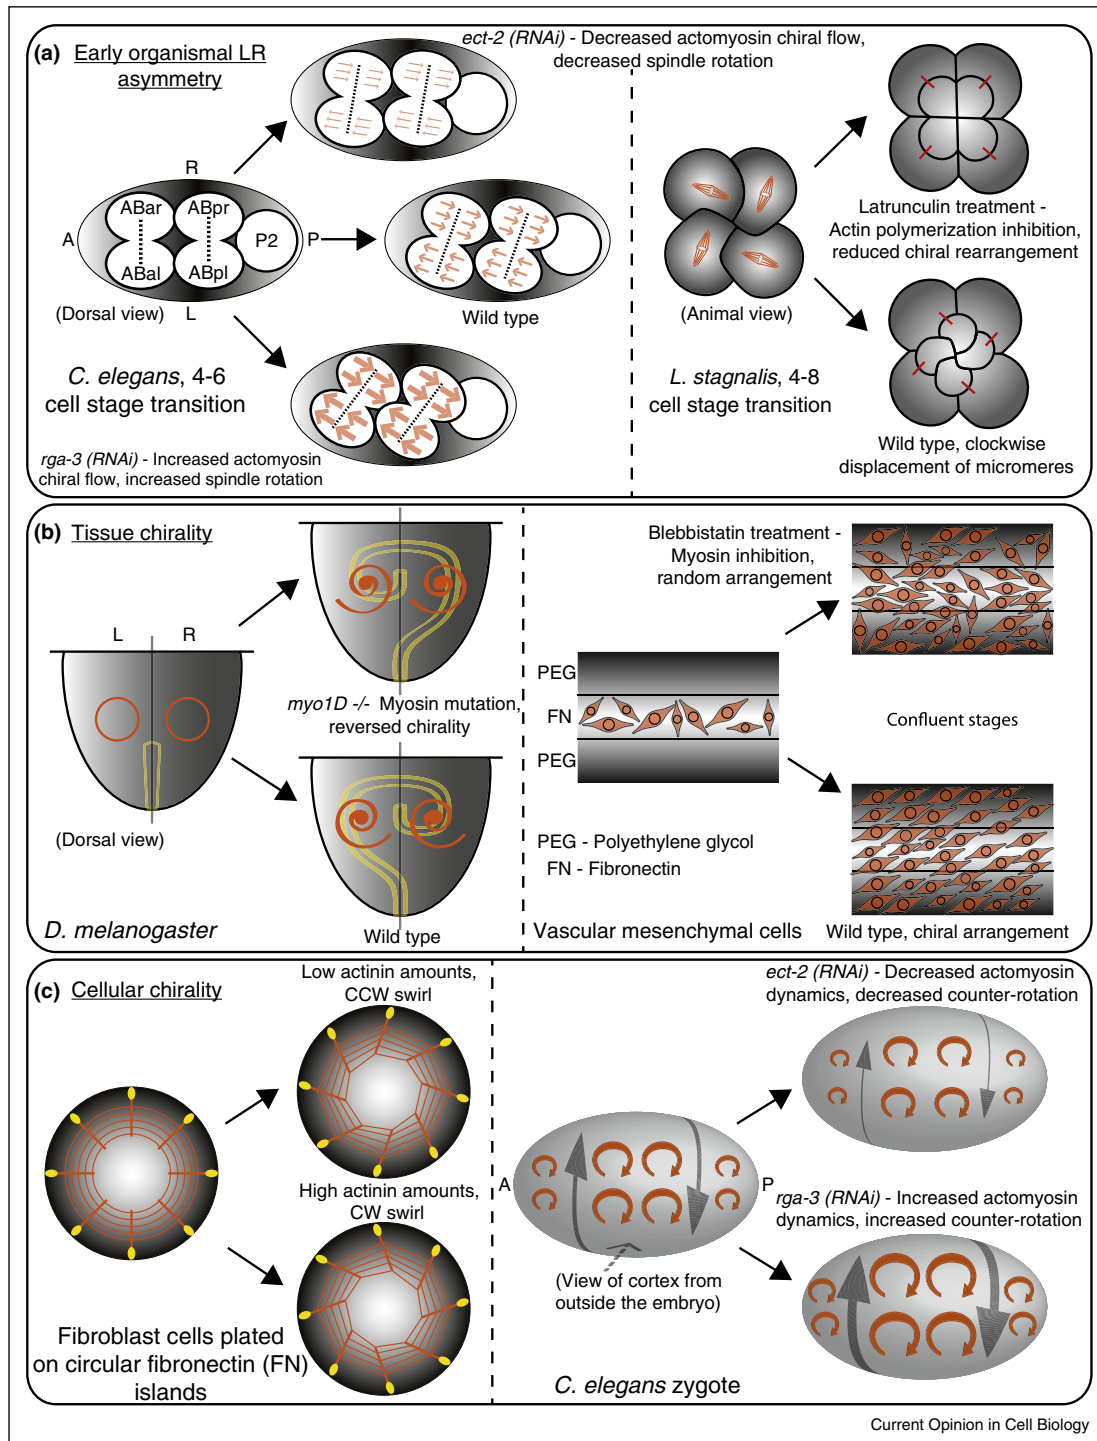 (a) Early organismal LR
asymmetry
ect-2 (RNAi) - Decreased actomyosin chiral flow,
decreased spindle rotation
R
ABar
ABpr
A
P2
P
ABal
ABpl
(Dorsal view)
L
Wild type
C. elegans, 4-6
cell stage transition
rga-3 (RNAi) - Increased actomyosin
chiral flow, increased spindle rotation
Latrunculin treatment -
Actin polymerization inhibition,
reduced chiral rearrangement
(Animal view)
L. stagnalis, 4-8
cell stage transition
Wild type, clockwise
displacement of micromeres
(b) Tissue chirality
L
R
myo1D -/- Myosin mutation,
reversed chirality
(Dorsal view)
D. melanogaster
Wild type
Blebbistatin treatment -
Myosin inhibition,
random arrangement
PEG
FN
PEG
Confluent stages
PEG - Polyethylene glycol
FN - Fibronectin
Vascular mesenchymal cells
Wild type, chiral arrangement
(c) Cellular chirality
Low actinin amounts,
CCW swirl
High actinin amounts,
CW swirl
Fibroblast cells plated
on circular fibronectin (FN)
islands
ect-2 (RNAi) - Decreased actomyosin
dynamics, decreased counter-rotation
A
P
rga-3 (RNAi) - Increased actomyosin
dynamics, increased counter-rotation
(View of cortex from
outside the embryo)
C. elegans zygote
Current Opinion in Cell Biology